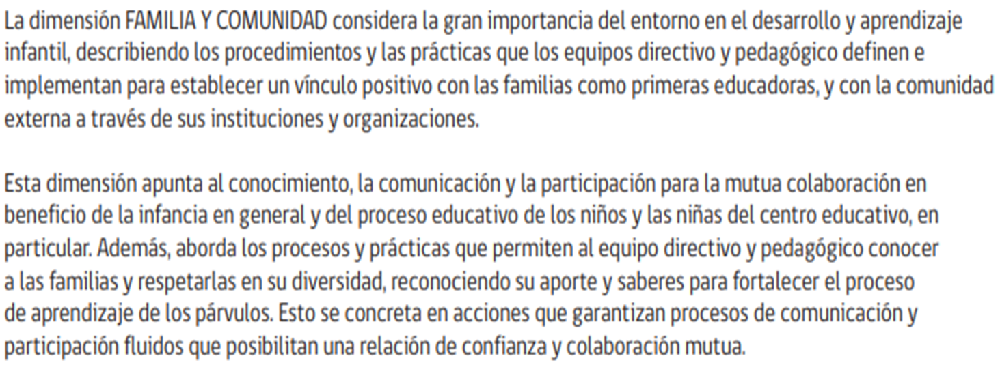 La dimensión FAMILIA Y COMUNIDAD considera la gran importancia del entorno en el desarrollo y aprendizaje
infantil, describiendo los procedimientos y las prácticas que los equipos directivo y pedagógico definen e
implementan para establecer un vínculo positivo con las familias como primeras educadoras, y con la comunidad
externa a través de sus instituciones y organizaciones.
Esta dimensión apunta al conocimiento, la comunicación y la participación para la mutua colaboración en
beneficio de la infancia en general y del proceso educativo de los niños y las niñas del centro educativo, en
particular. Además, aborda los procesos y prácticas que permiten al equipo directivo y pedagógico conocer
a las familias y respetarlas en su diversidad, reconociendo su aporte y saberes para fortalecer el proceso
de aprendizaje de los párvulos. Esto se concreta en acciones que garantizan procesos de comunicación y
participación fluidos que posibilitan una relación de confianza y colaboración mutua.